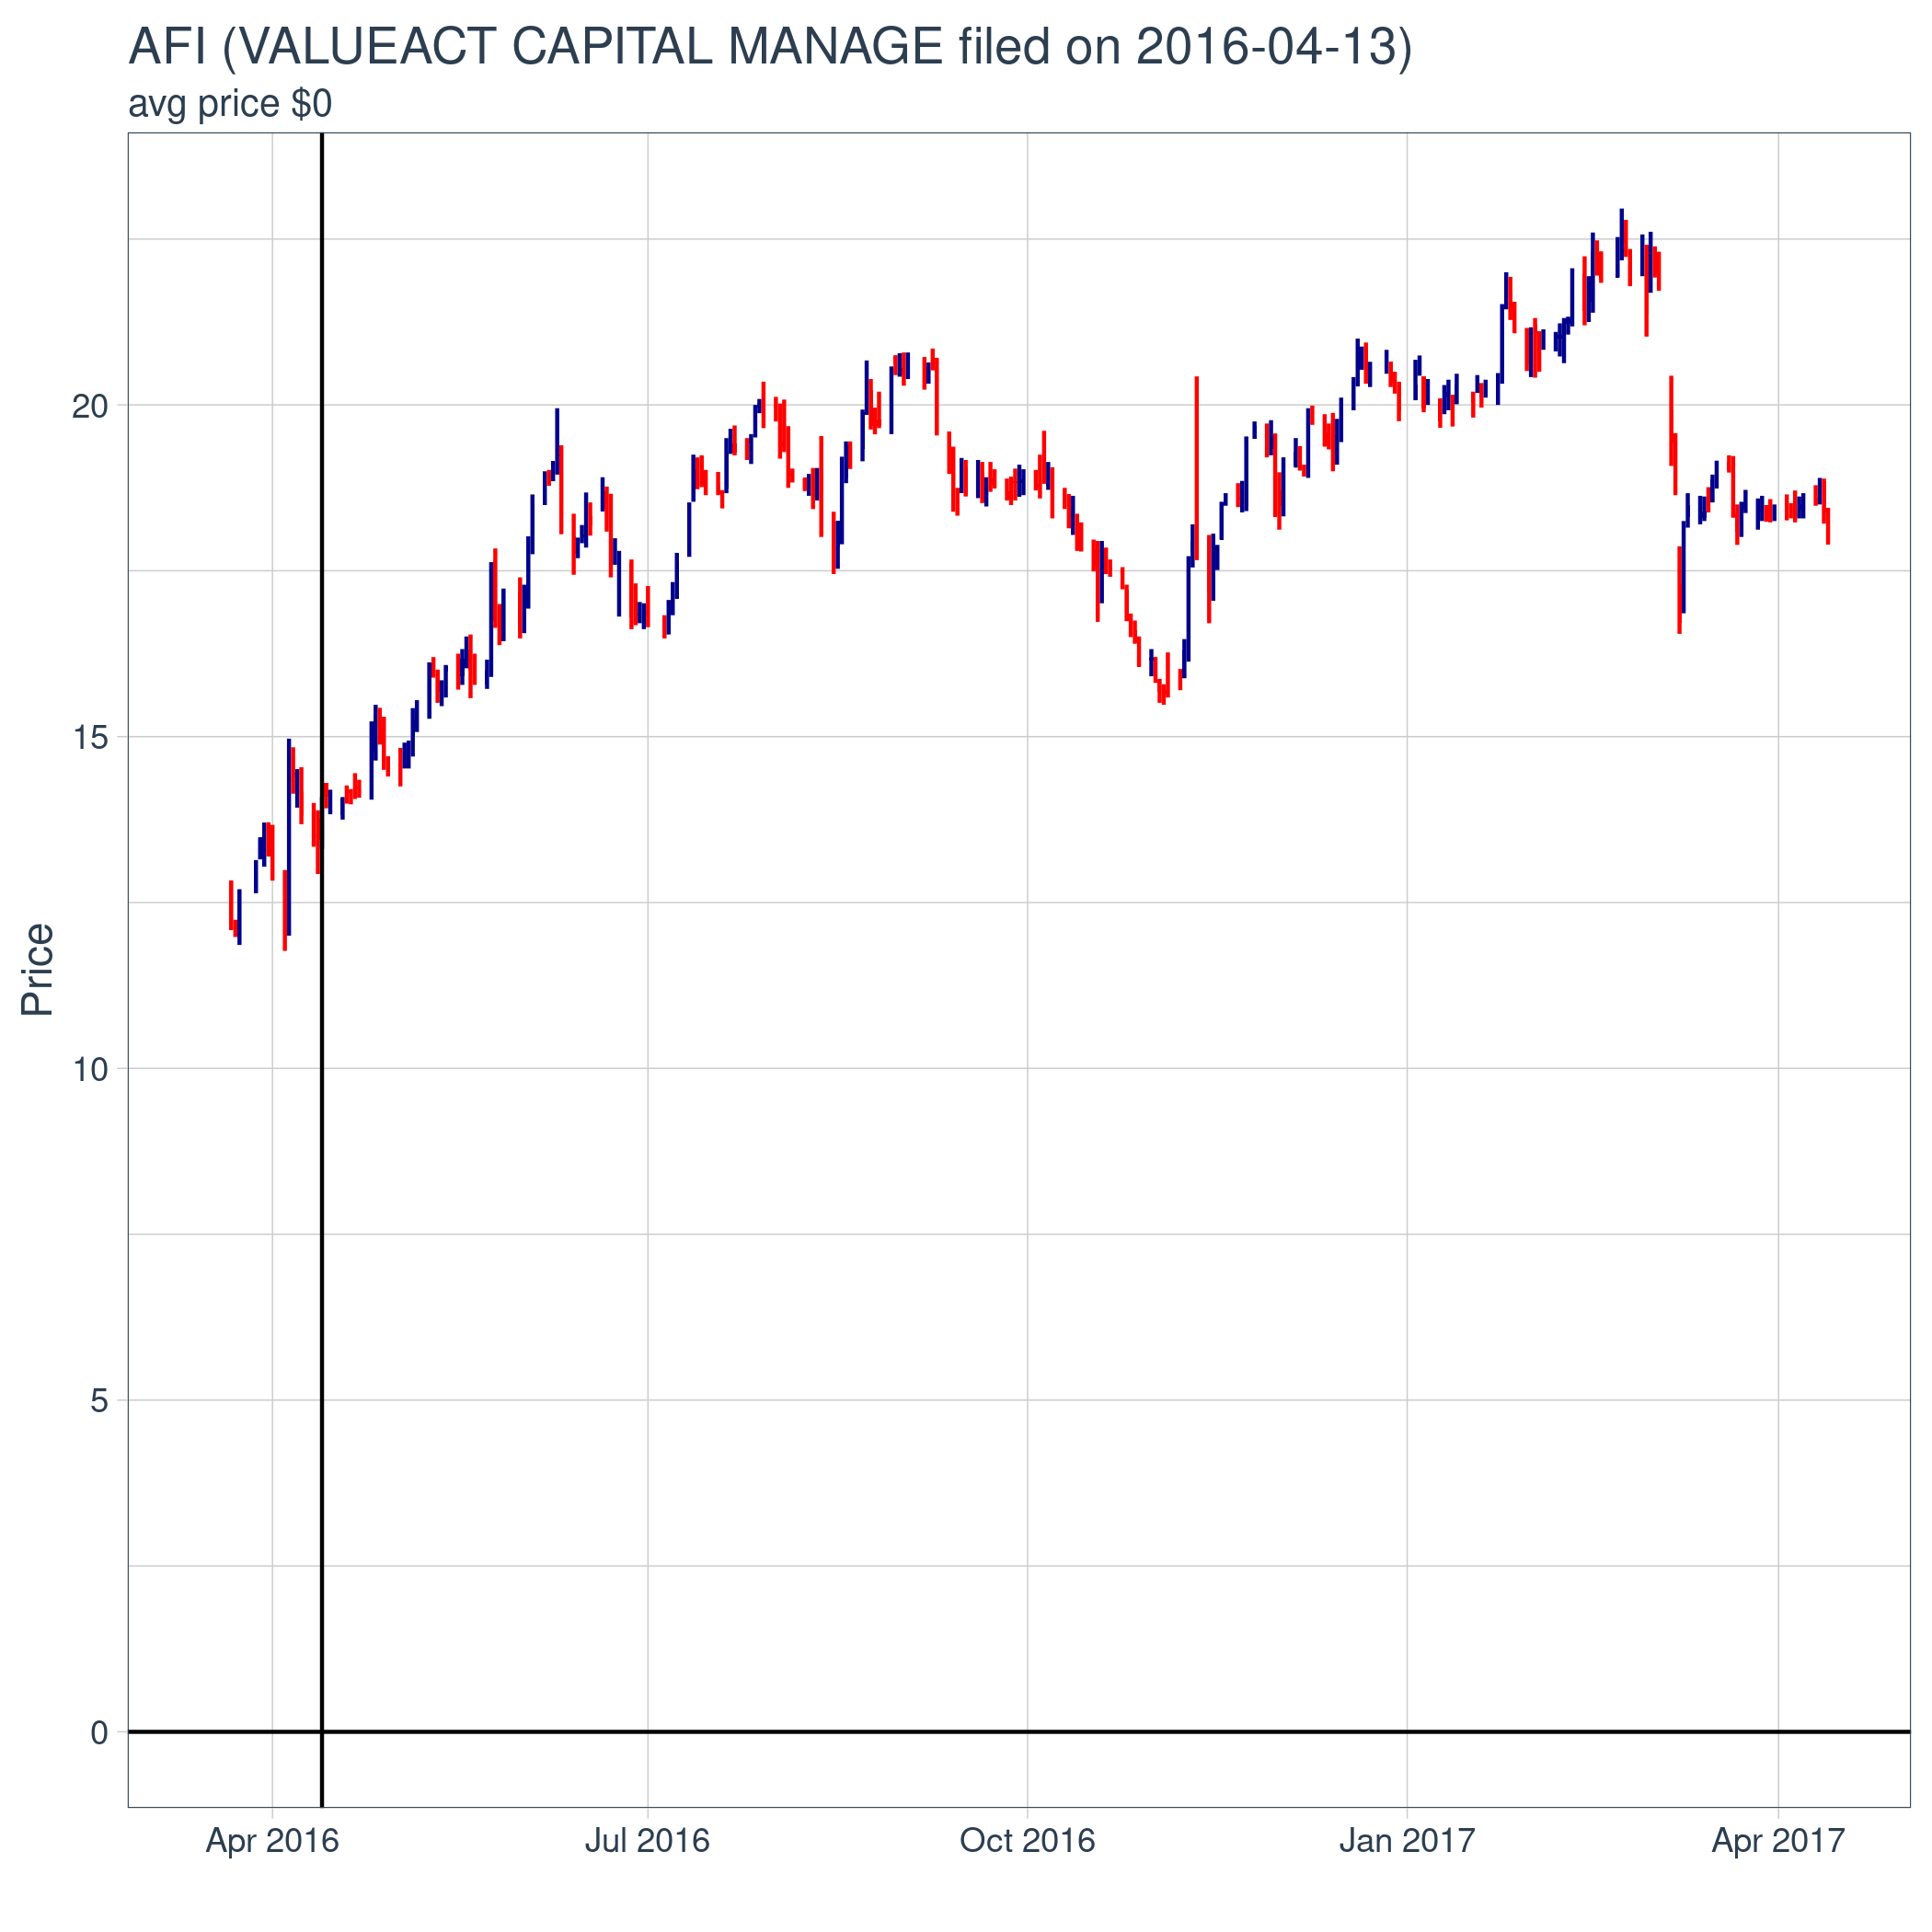 AFI (VALUEACT CAPITAL MANAGE filed on 2016-04-13)
avg price $0
Price
20
15
10
5
0
Apr 2016
Jul 2016
Oct 2016
Jan 2017
Apr 2017